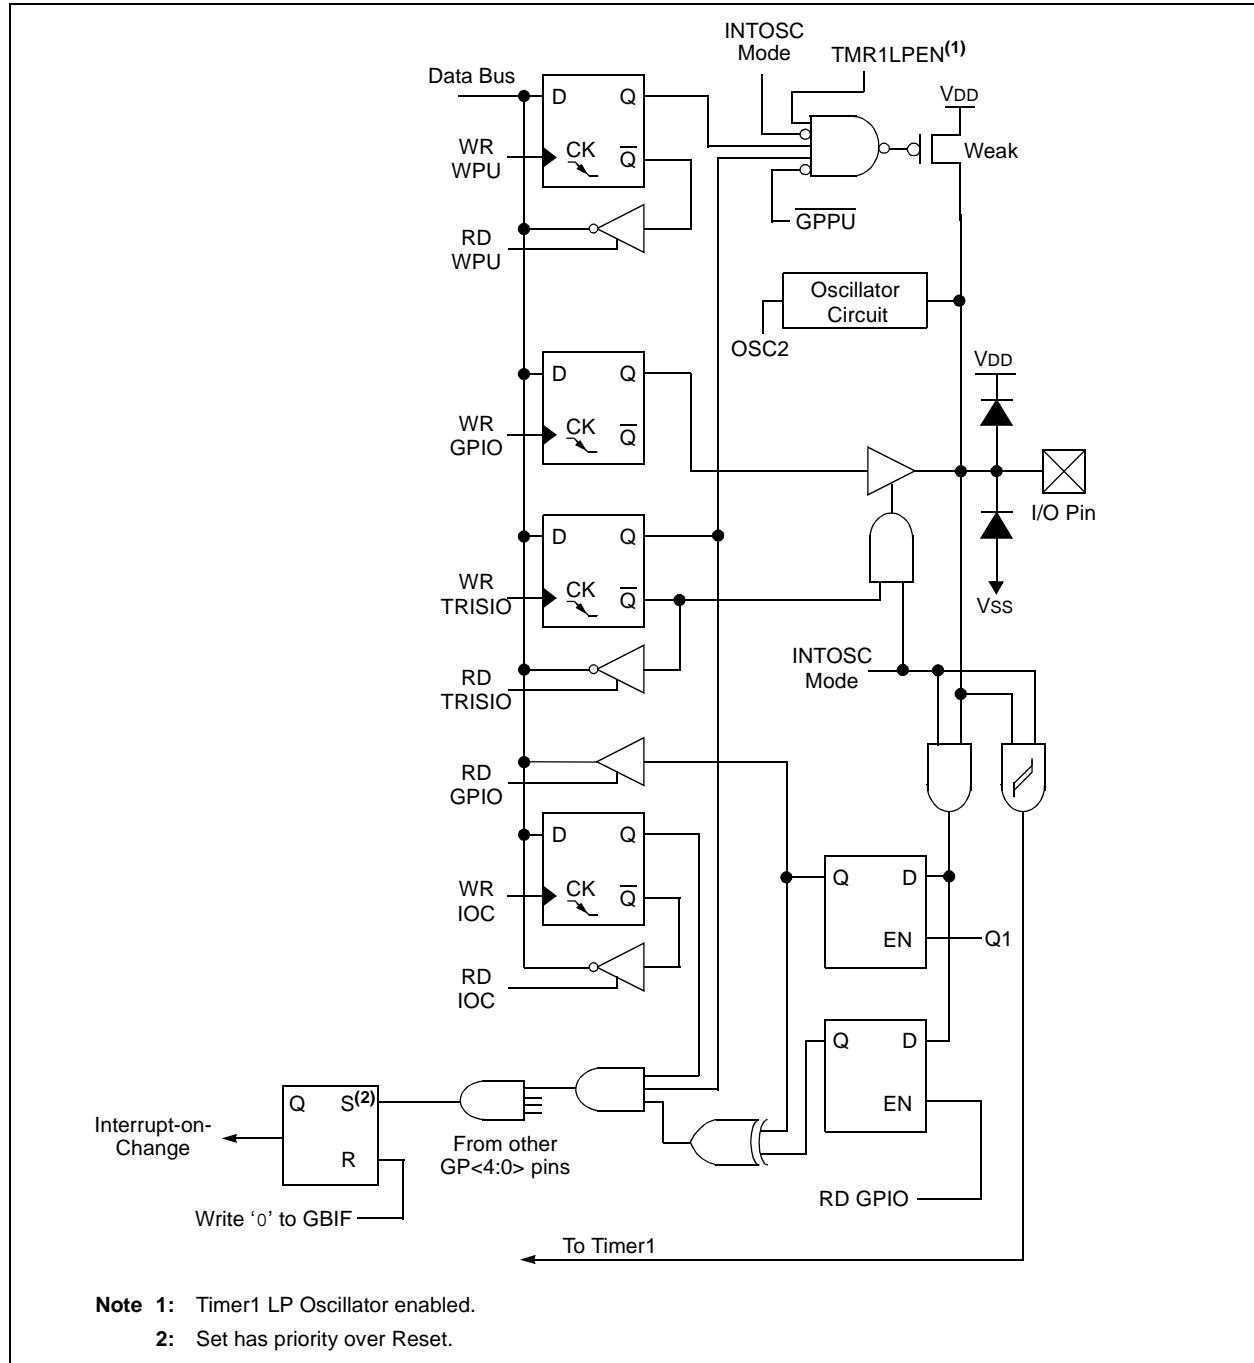 INTOSC
Mode
TMR1LPEN(1)
Data Bus
VDD
D
Q
WR
WPU
CK
Q
Weak
GPPU
RD
WPU
Oscillator
Circuit
OSC2
VDD
D
Q
WR
GPIO
CK
Q
I/O Pin
D
Q
WR
TRISIO
CK
Q
VSS
INTOSC
Mode
RD
TRISIO
RD
GPIO
D
Q
WR
IOC
CK
Q
Q
D
EN
Q1
RD
IOC
Q
D
EN
Q
S(2)
R
Interrupt-on-
Change
From other
GP<4:0> pins
RD GPIO
Write ‘0’ to GBIF
To Timer1
Note 1: Timer1 LP Oscillator enabled.
2: Set has priority over Reset.